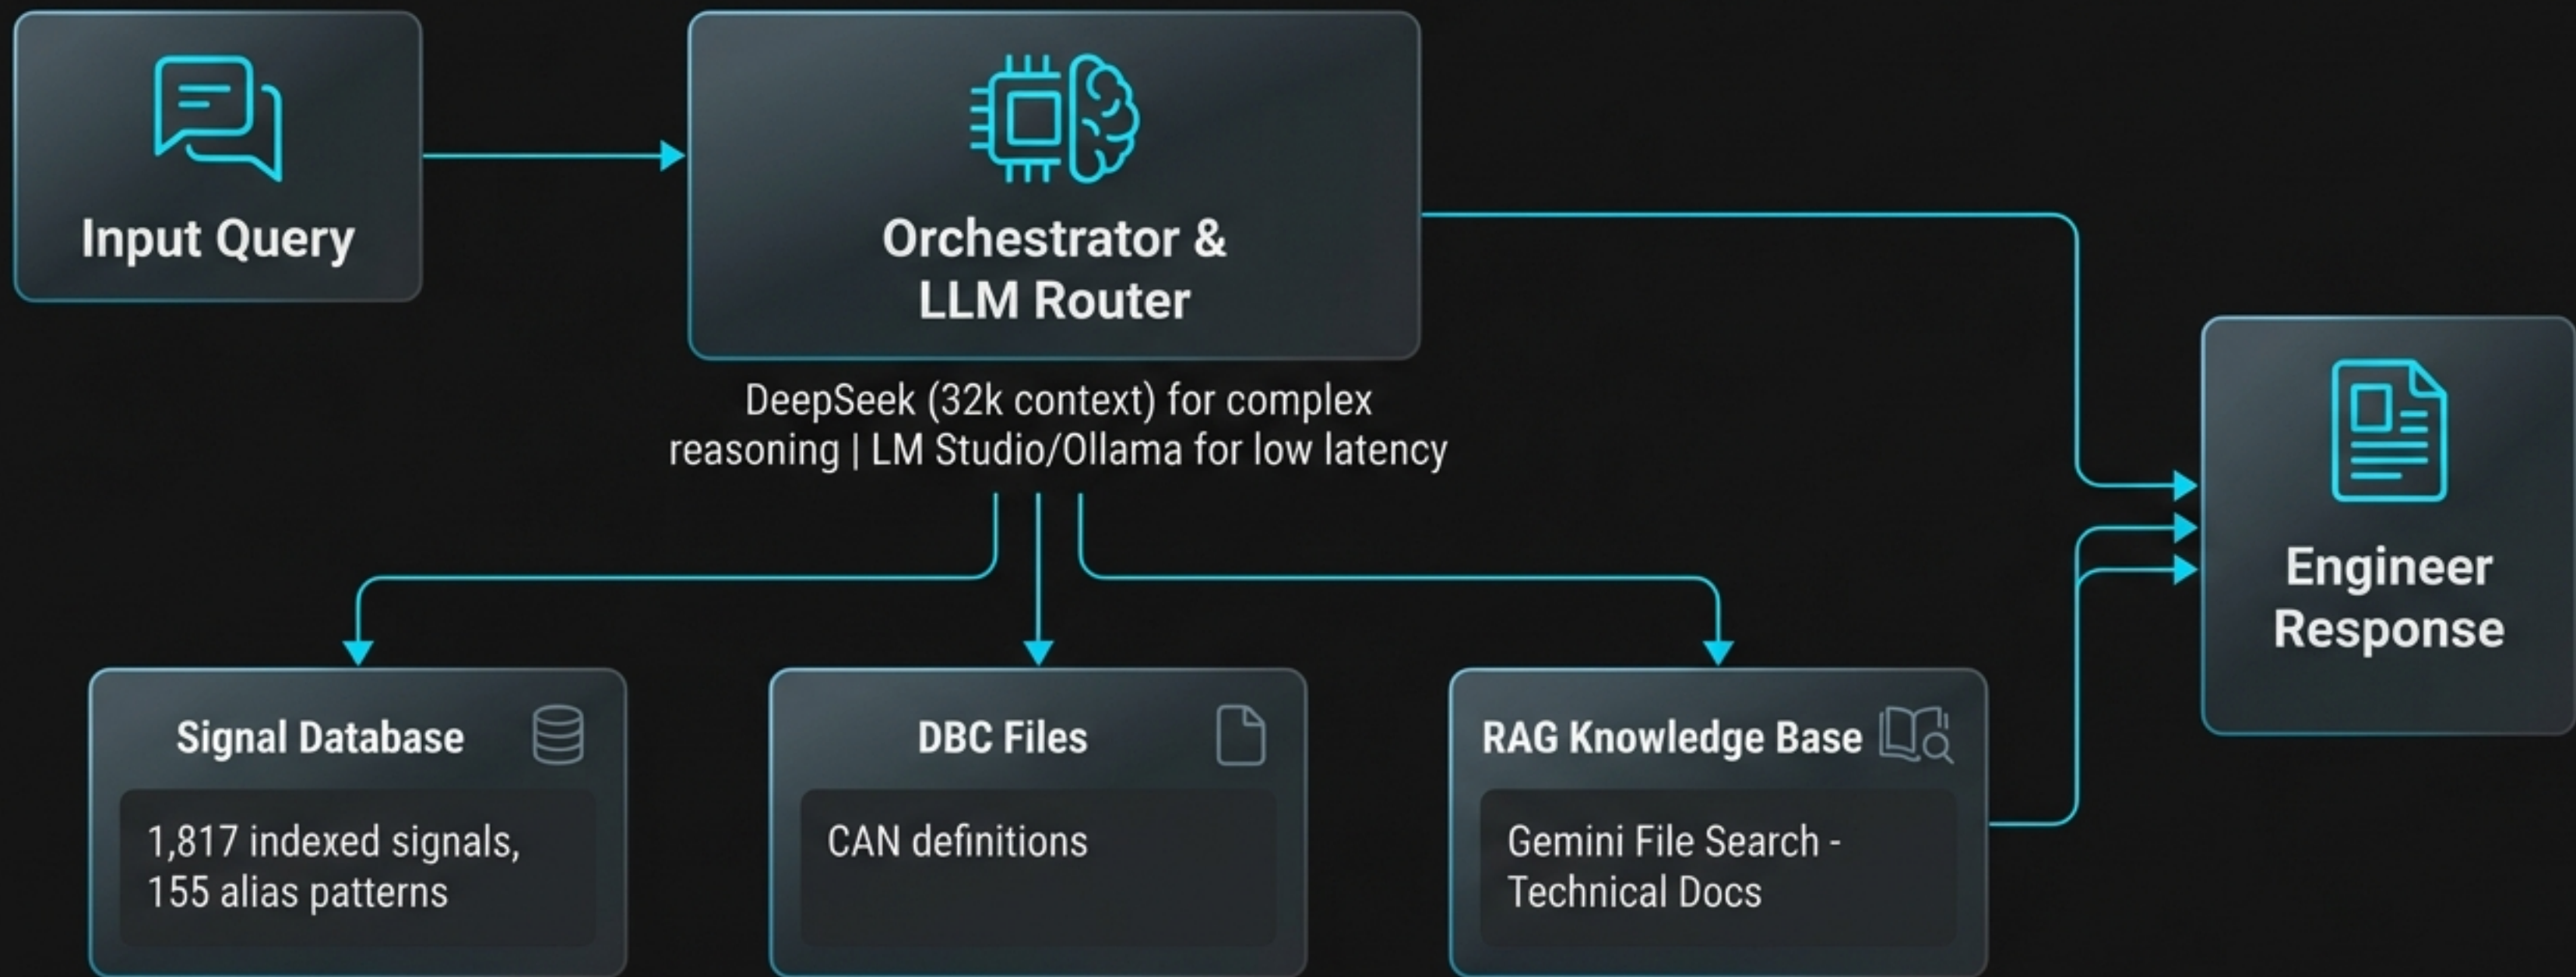 Input Query
Orchestrator &
LLM Router
DeepSeek (32k context) for complex
reasoning | LM Studio/Ollama for low latency
Engineer
Response
Signal Database
1,817 indexed signals,
155 alias patterns
DBC Files
CAN definitions
RAG Knowledge Base
Gemini File Search -
Technical Docs